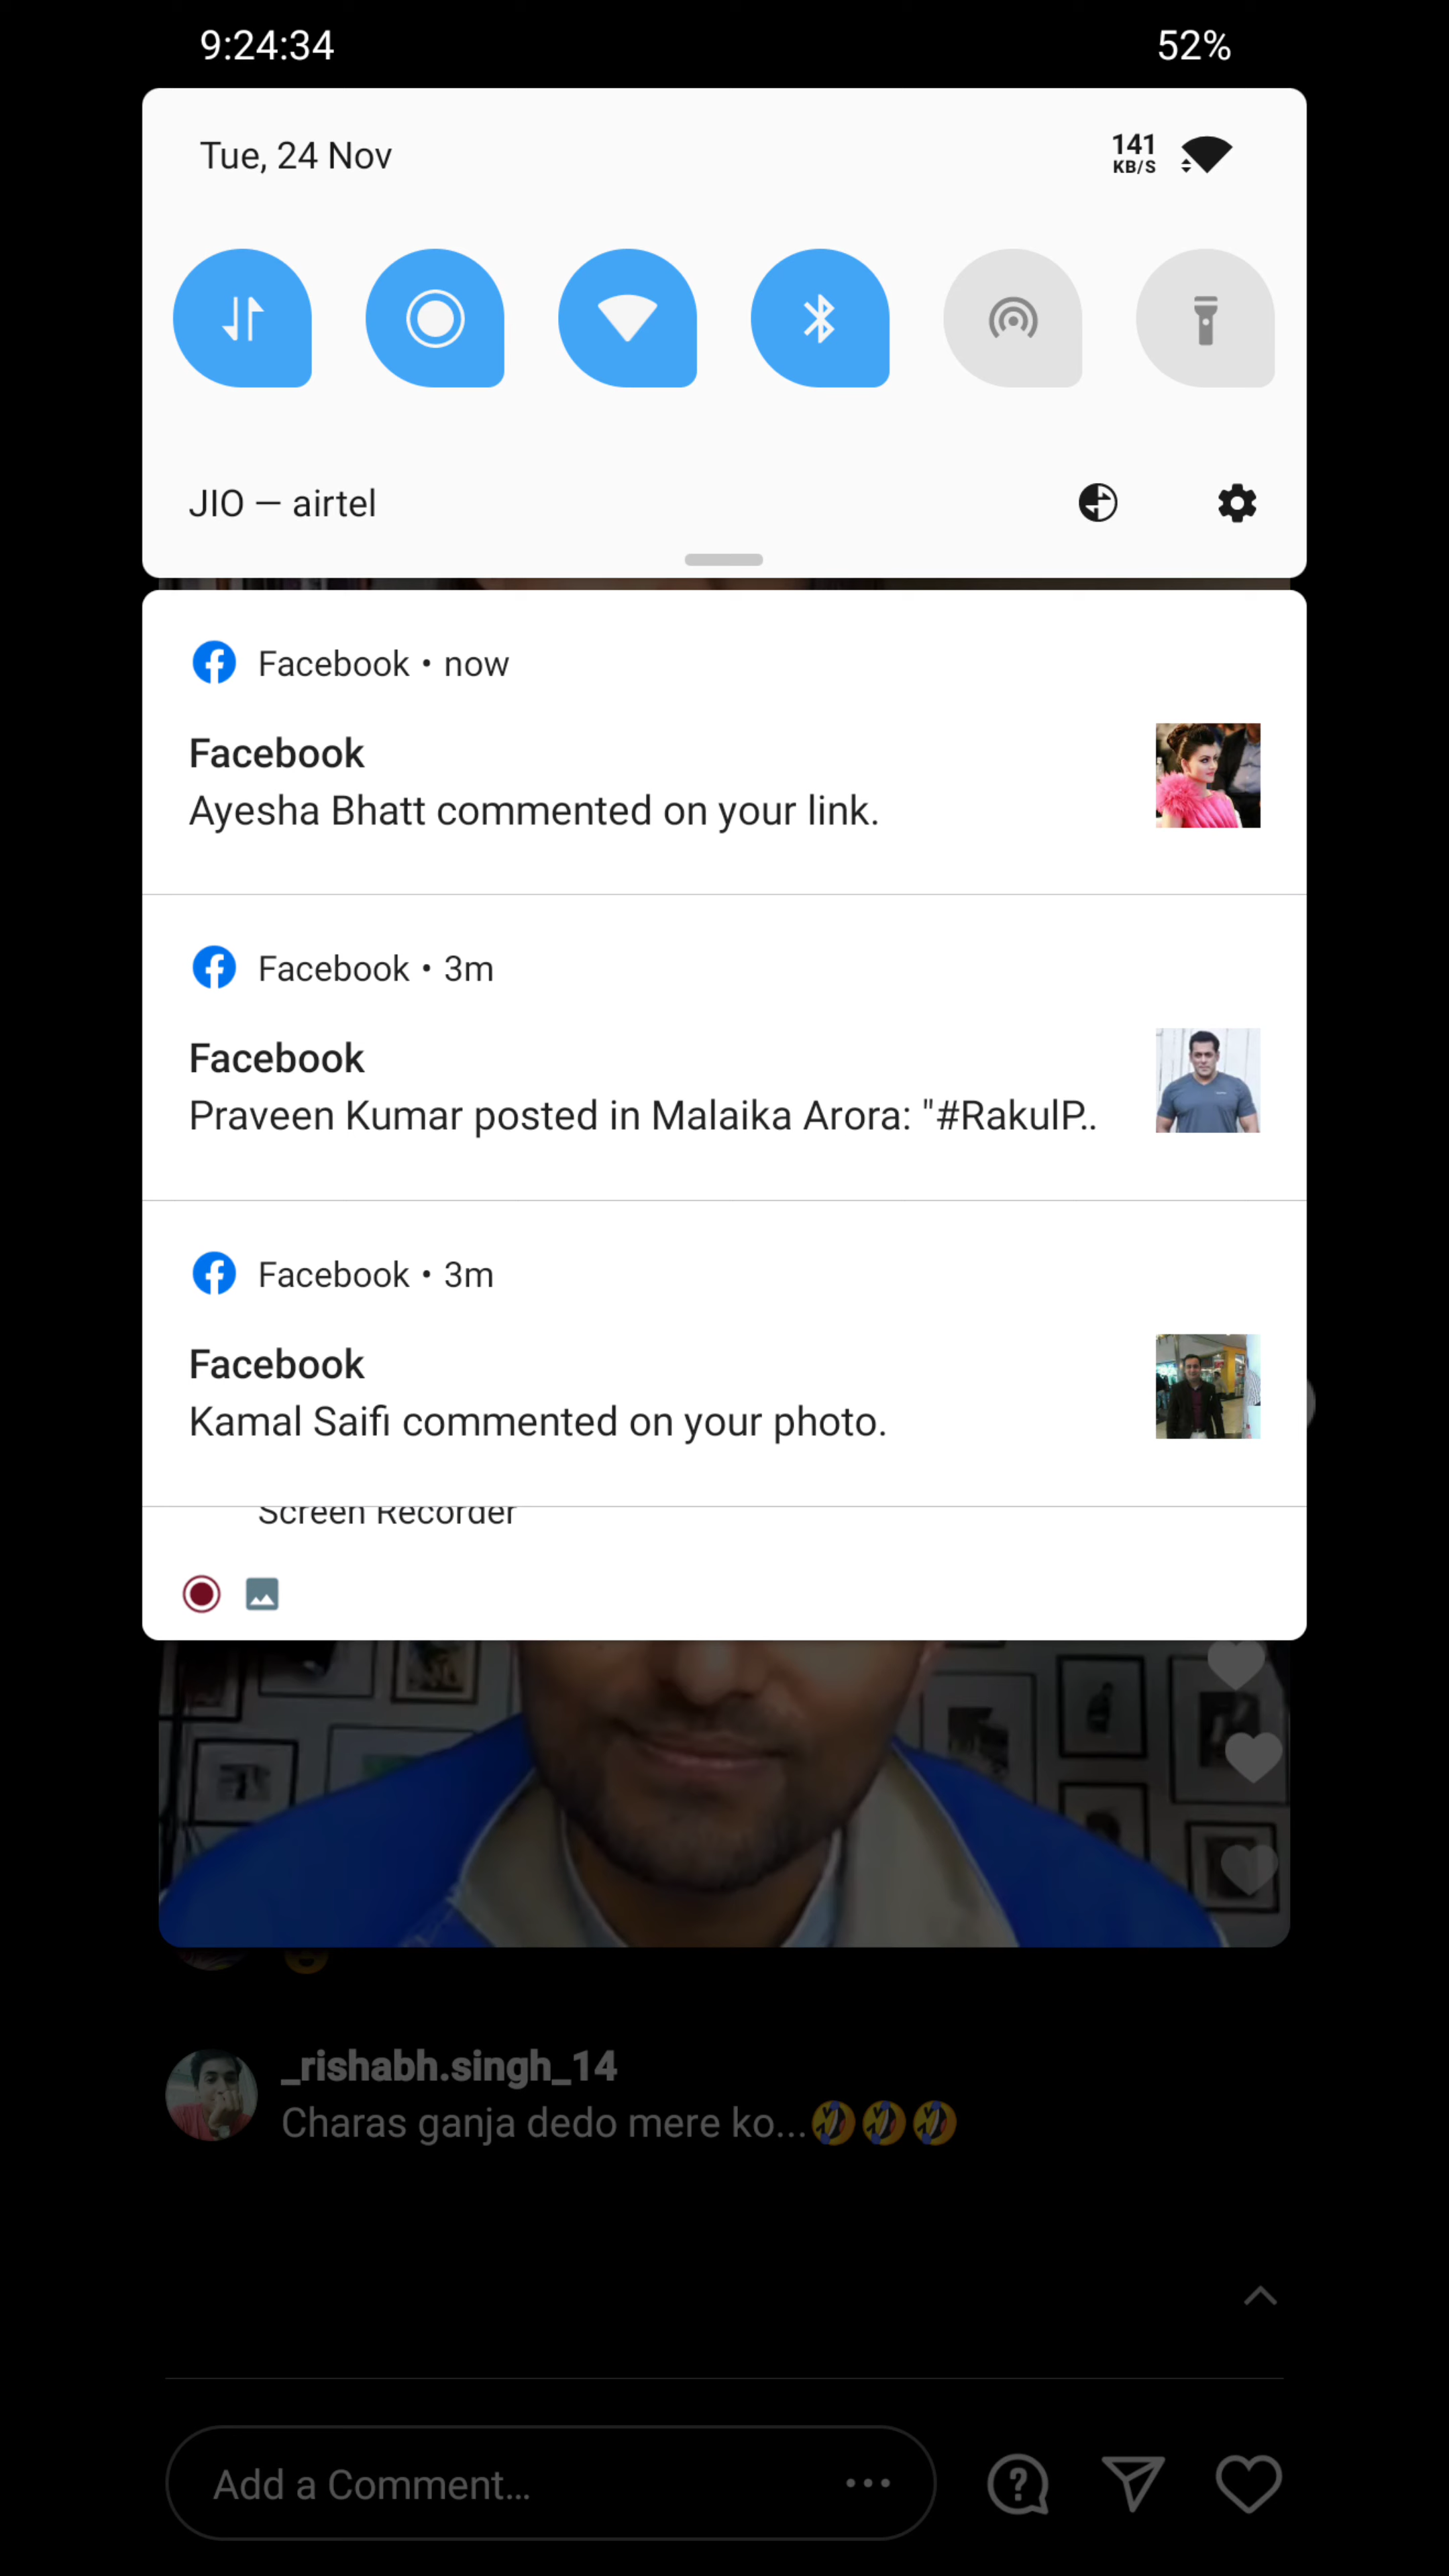 9:24:34 52%
Tue, 24 Nov 141 KB/S
JIO — airtel
Facebook • now
Facebook
Ayesha Bhatt commented on your link.
Facebook • 3m
Facebook
Praveen Kumar posted in Malaika Arora: "#RakulP..
Facebook • 3m
Facebook
Kamal Saifi commented on your photo.
Screen Recorder
_rishabh.singh_14
Charas ganja dedo mere ko...🤣🤣🤣
Add a Comment...